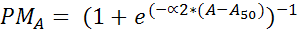 PM_A = (1 + e^(−∝2*(A−A_50)))^−1